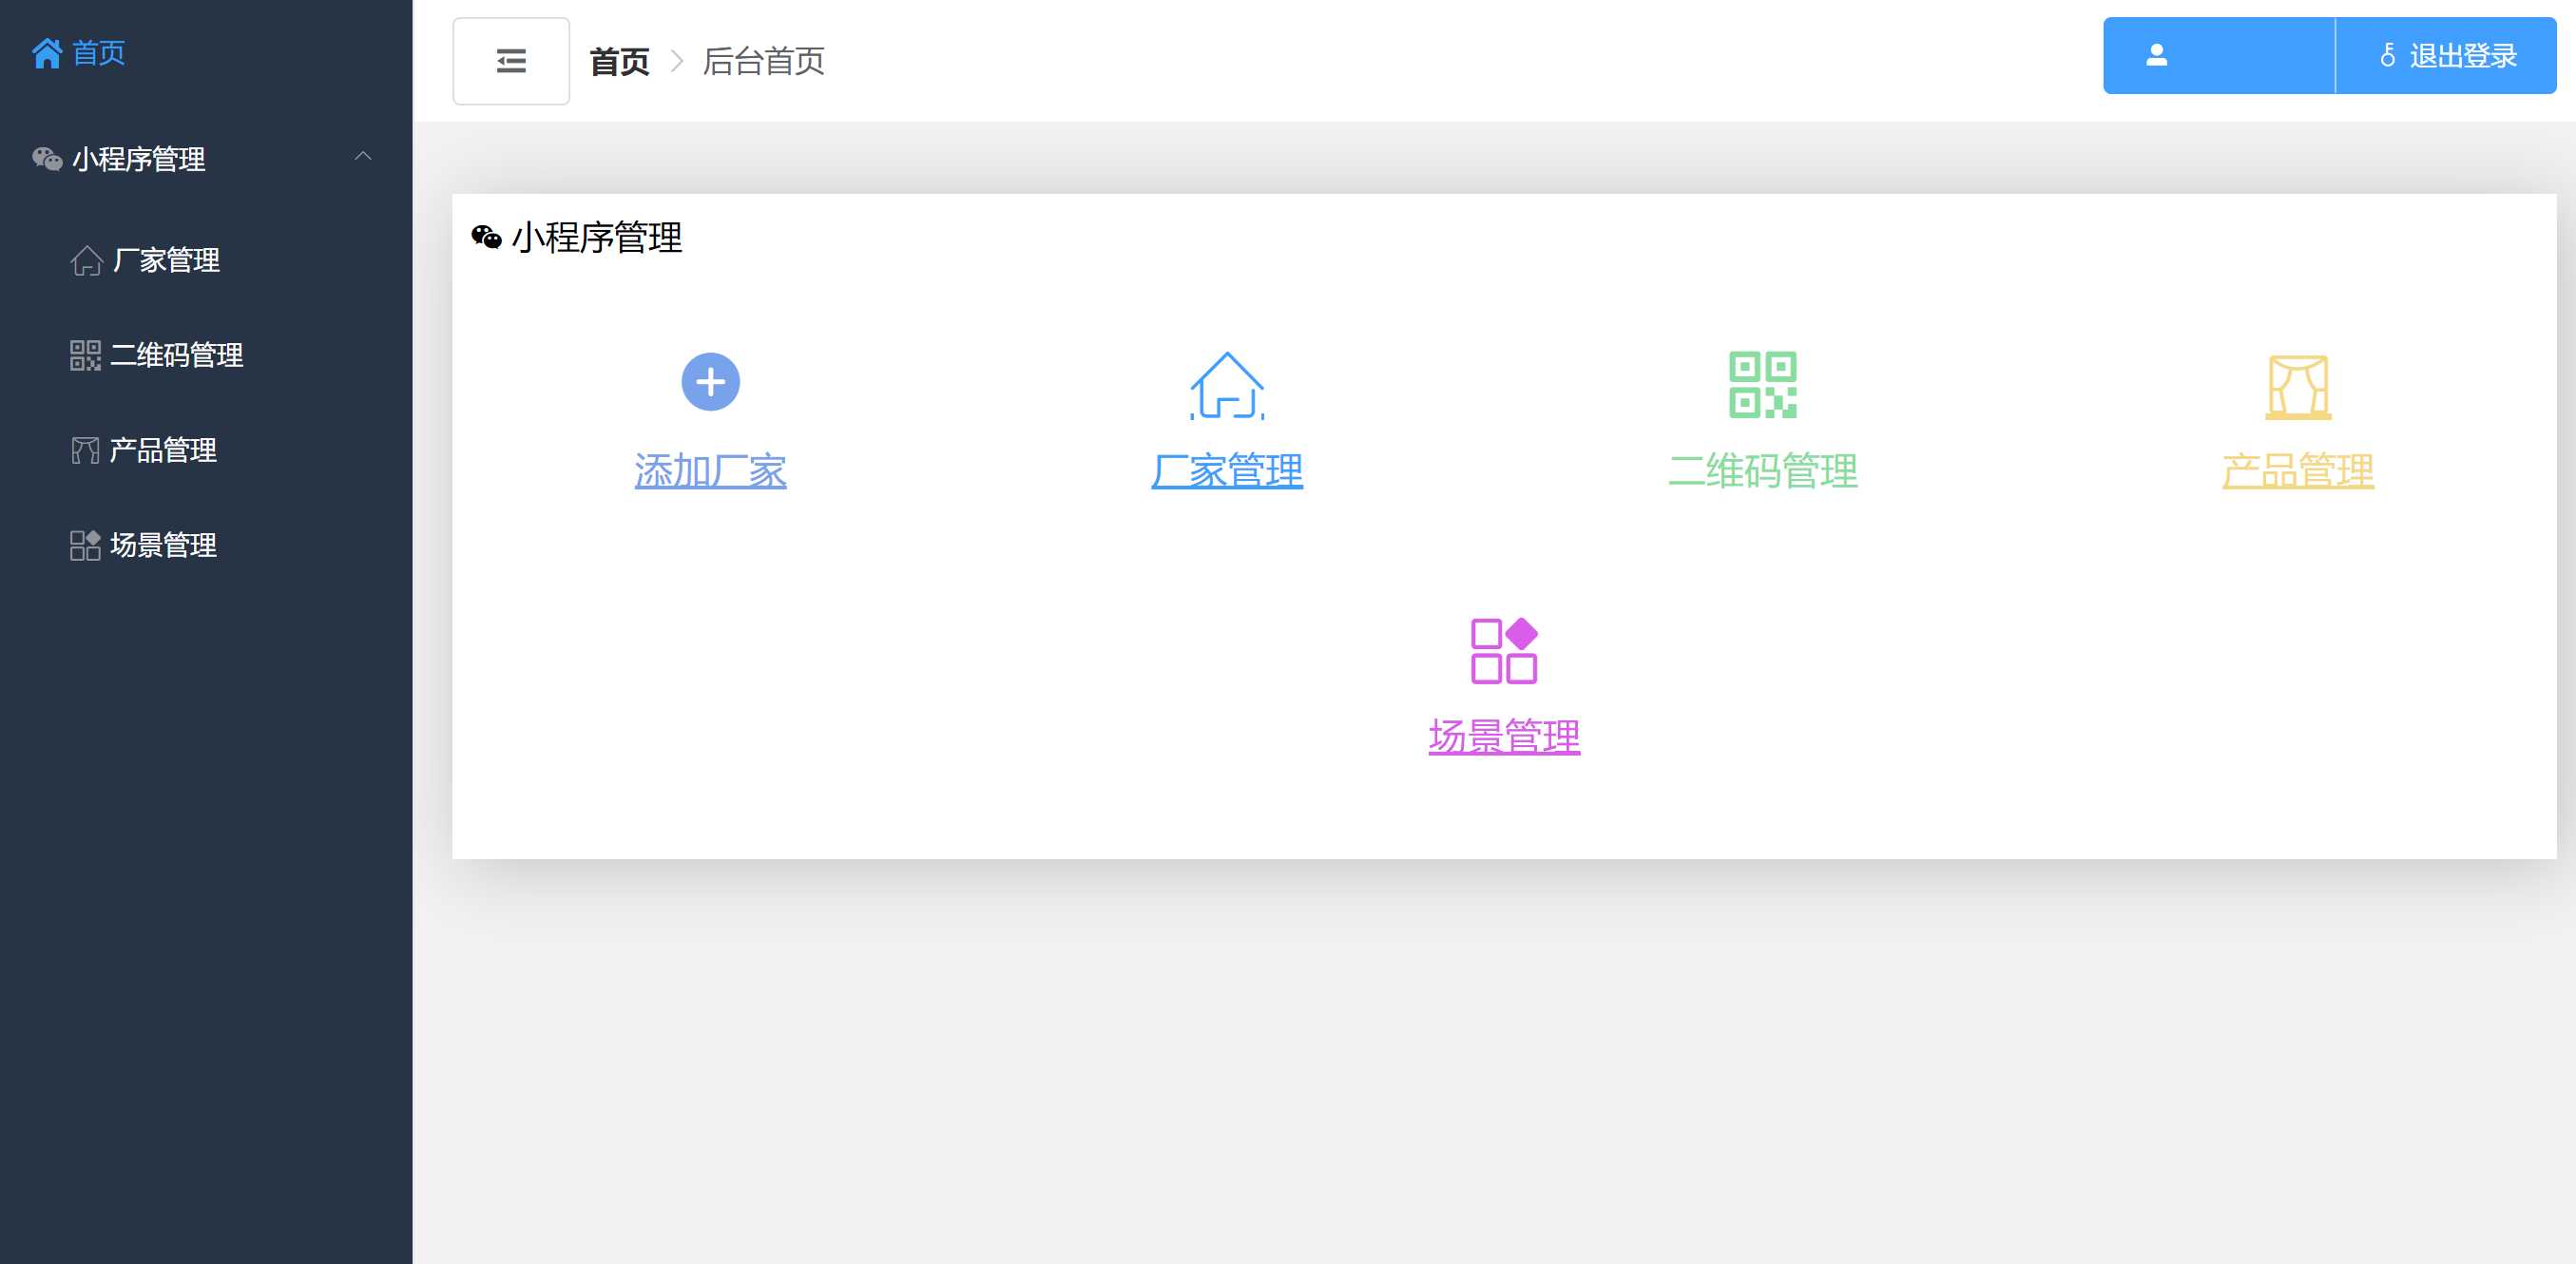 首页
小程序管理
厂家管理
二维码管理
产品管理
场景管理
首页 > 后台首页
退出登录
小程序管理
添加厂家
厂家管理
二维码管理
产品管理
场景管理